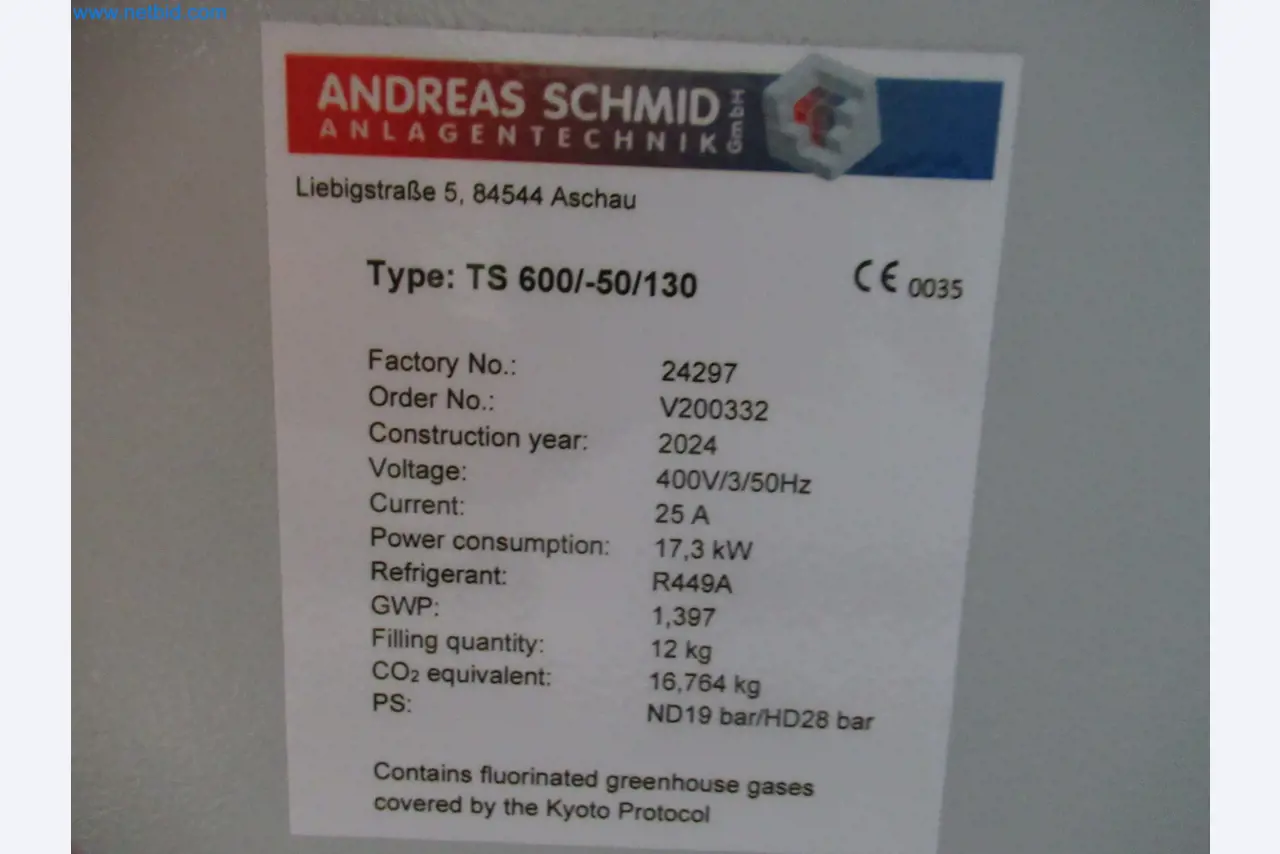 www.netbid.com
ANDREAS SCHMID GmbH
ANLAGENTECHNIK
Liebigstraße 5, 84544 Aschau
Type: TS 600/-50/130 CE 0035
Factory No.: 24297
Order No.: V200332
Construction year: 2024
Voltage: 400V/3/50Hz
Current: 25 A
Power consumption: 17,3 kW
Refrigerant: R449A
GWP: 1,397
Filling quantity: 12 kg
CO₂ equivalent: 16,764 kg
PS: ND19 bar/HD28 bar
Contains fluorinated greenhouse gases
covered by the Kyoto Protocol